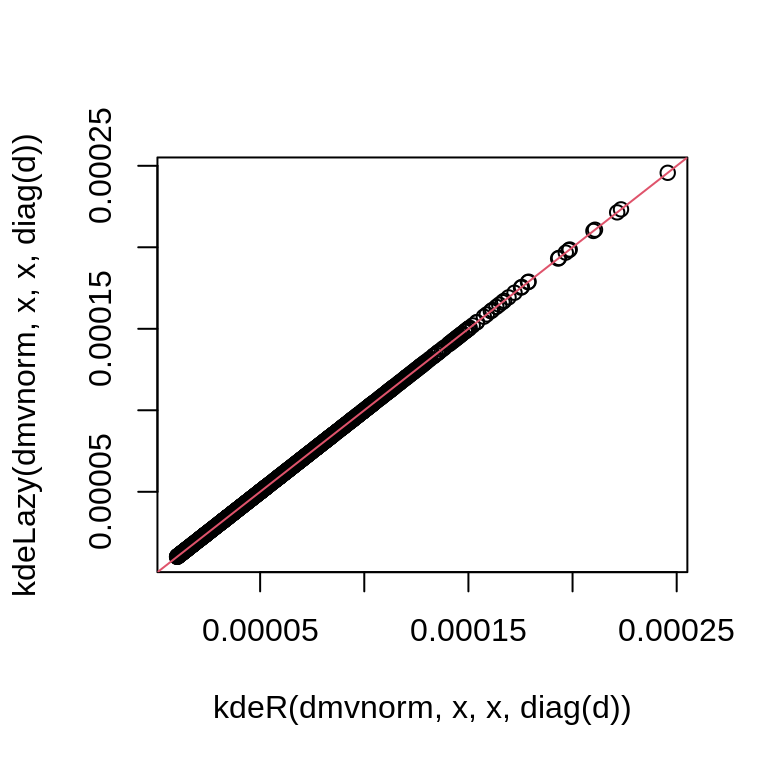 kdeLazy(dmvnorm, x, x, diag(d))
0.00025
0.00015
0.00005
0.00005 0.00015 0.00025
kdeR(dmvnorm, x, x, diag(d))